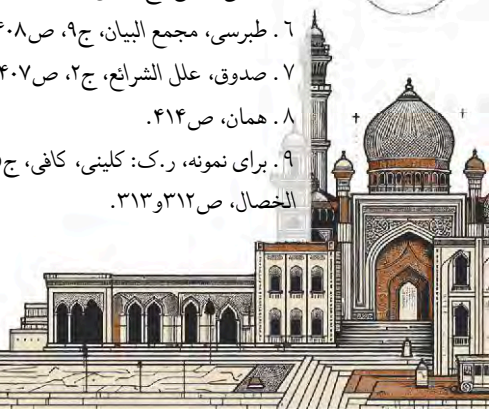 ۶. طبرسی، مجمع البیان، ج۹، ص
۷. صدوق، علل الشرائع، ج۲، ص۴۰۷
۸. همان، ص۴۱۴.
۹. برای نمونه، ر.ک: کلینی، کافی، ج
الخصال، ص۳۱۲و۳۱۳.